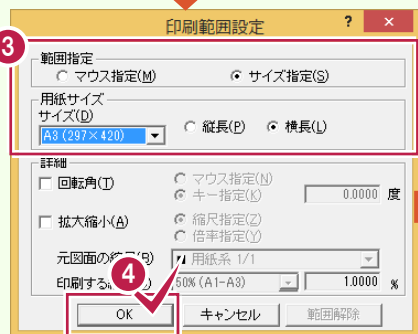 印刷範囲設定 ? ×
3
範囲指定
マウス指定(M) サイズ指定(S)
用紙サイズ
サイズ(D)
A3 (297×420) 縦長(P) 横長(L)
詳細
回転角(T) マウス指定(N)
キー指定(K) 0.0000 度
拡大縮小(A) 縮尺指定(Z)
倍率指定(Y)
元図面の (B) 用紙系 1/1
印刷する 50% (A1-A3) 1.0000 %
4
OK キャンセル 範囲解除